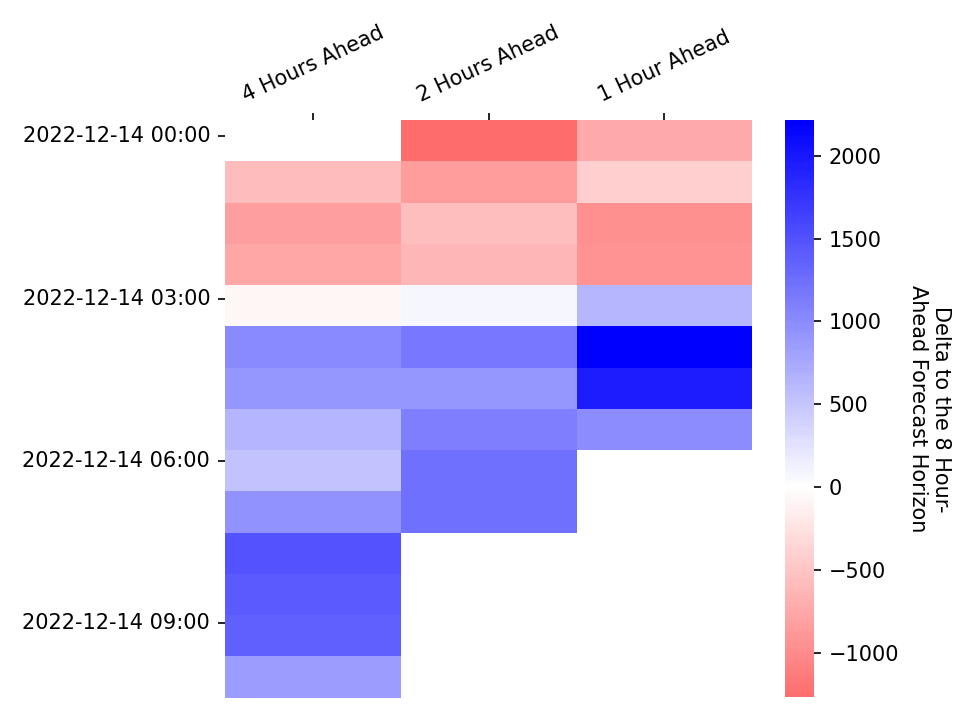 4 Hours Ahead
2 Hours Ahead
1 Hour Ahead
2022-12-14 00:00
2022-12-14 03:00
2022-12-14 06:00
2022-12-14 09:00
2000
1500
1000
500
0
−500
−1000
Delta to the 8 Hour-
Ahead Forecast Horizon